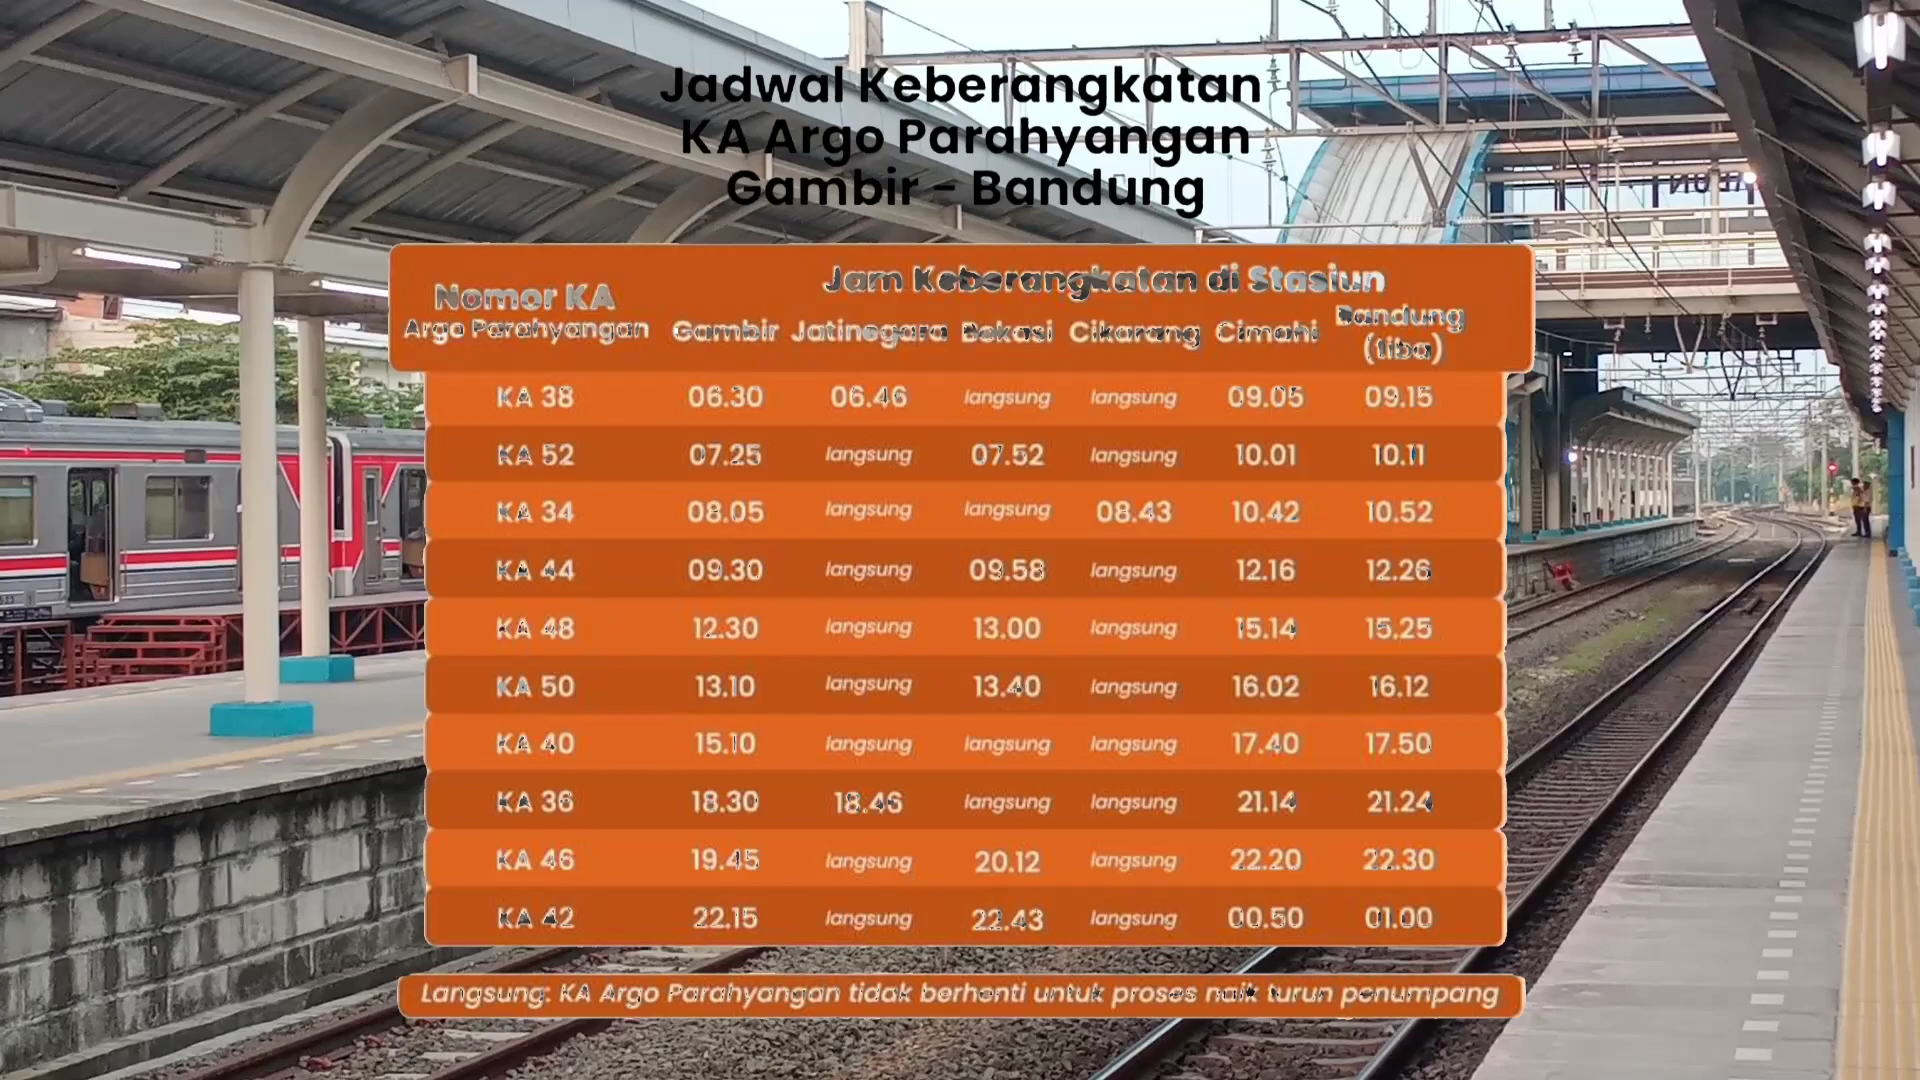 Jadwal Keberangkatan
KA Argo Parahyangan
Gambir - Bandung
Nomor KA
Argo Parahyangan
Jam Keberangkatan di Stasiun
Gambir Jatinegara Bekasi Cikarang Cimahi Bandung (tiba)
KA 38 06.30 06.46 langsung langsung 09.05 09.15
KA 52 07.25 langsung 07.52 langsung 10.01 10.11
KA 34 08.05 langsung langsung 08.43 10.42 10.52
KA 44 09.30 langsung 09.58 langsung 12.16 12.26
KA 48 12.30 langsung 13.00 langsung 15.14 15.25
KA 50 13.10 langsung 13.40 langsung 16.02 16.12
KA 40 15.10 langsung langsung langsung 17.40 17.50
KA 36 18.30 18.46 langsung langsung 21.14 21.24
KA 46 19.45 langsung 20.12 langsung 22.20 22.30
KA 42 22.15 langsung 22.43 langsung 00.50 01.00
Langsung: KA Argo Parahyangan tidak berhenti untuk proses naik turun penumpang